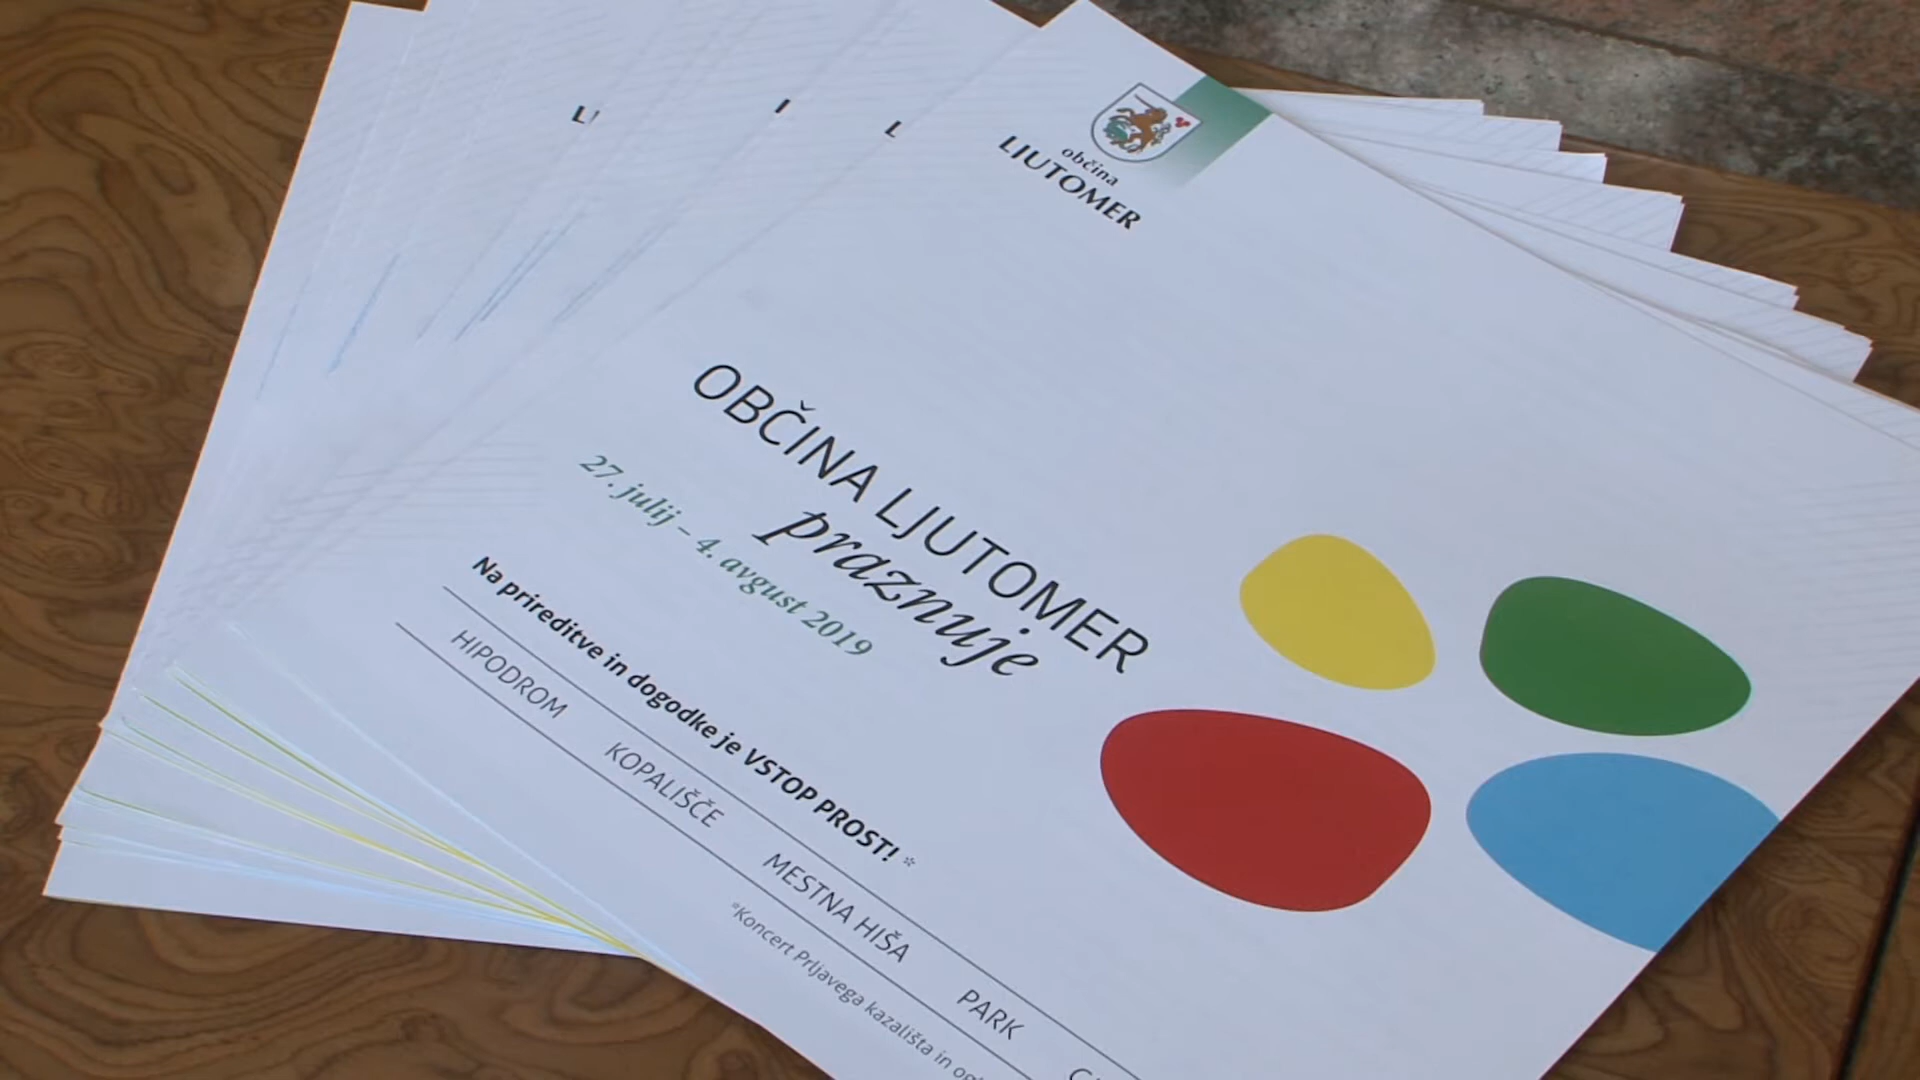 občina
LJUTOMER
OBČINA LJUTOMER
praznuje
27. julij – 4. avgust 2019
Na prireditve in dogodke je VSTOP PROST! *
HIPODROM KOPALIŠČE MESTNA HIŠA PARK
*Koncert Prljavega kazališta in